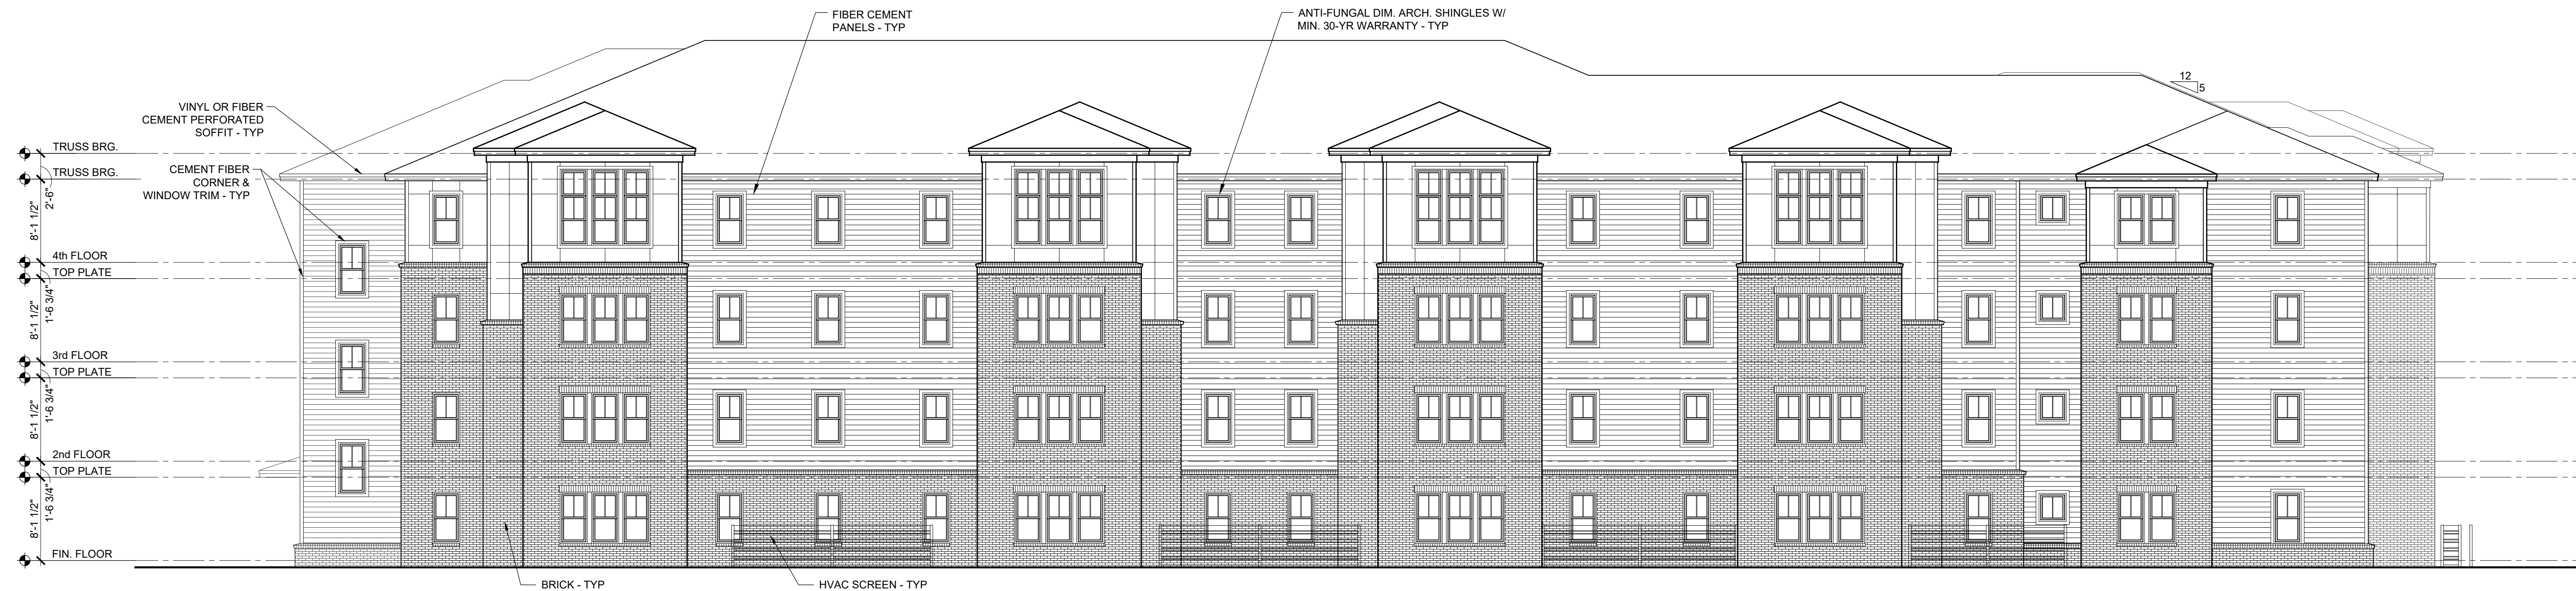 FIBER CEMENT
PANELS - TYP
ANTI-FUNGAL DIM. ARCH. SHINGLES W/
MIN. 30-YR WARRANTY - TYP
12
5
VINYL OR FIBER
CEMENT PERFORATED
SOFFIT - TYP
TRUSS BRG.
TRUSS BRG.
CEMENT FIBER
CORNER &
WINDOW TRIM - TYP
2'-6"
8'-1 1/2"
4th FLOOR
TOP PLATE
1'-6 3/4"
8'-1 1/2"
3rd FLOOR
TOP PLATE
1'-6 3/4"
8'-1 1/2"
2nd FLOOR
TOP PLATE
1'-6 3/4"
8'-1 1/2"
FIN. FLOOR
BRICK - TYP
HVAC SCREEN - TYP